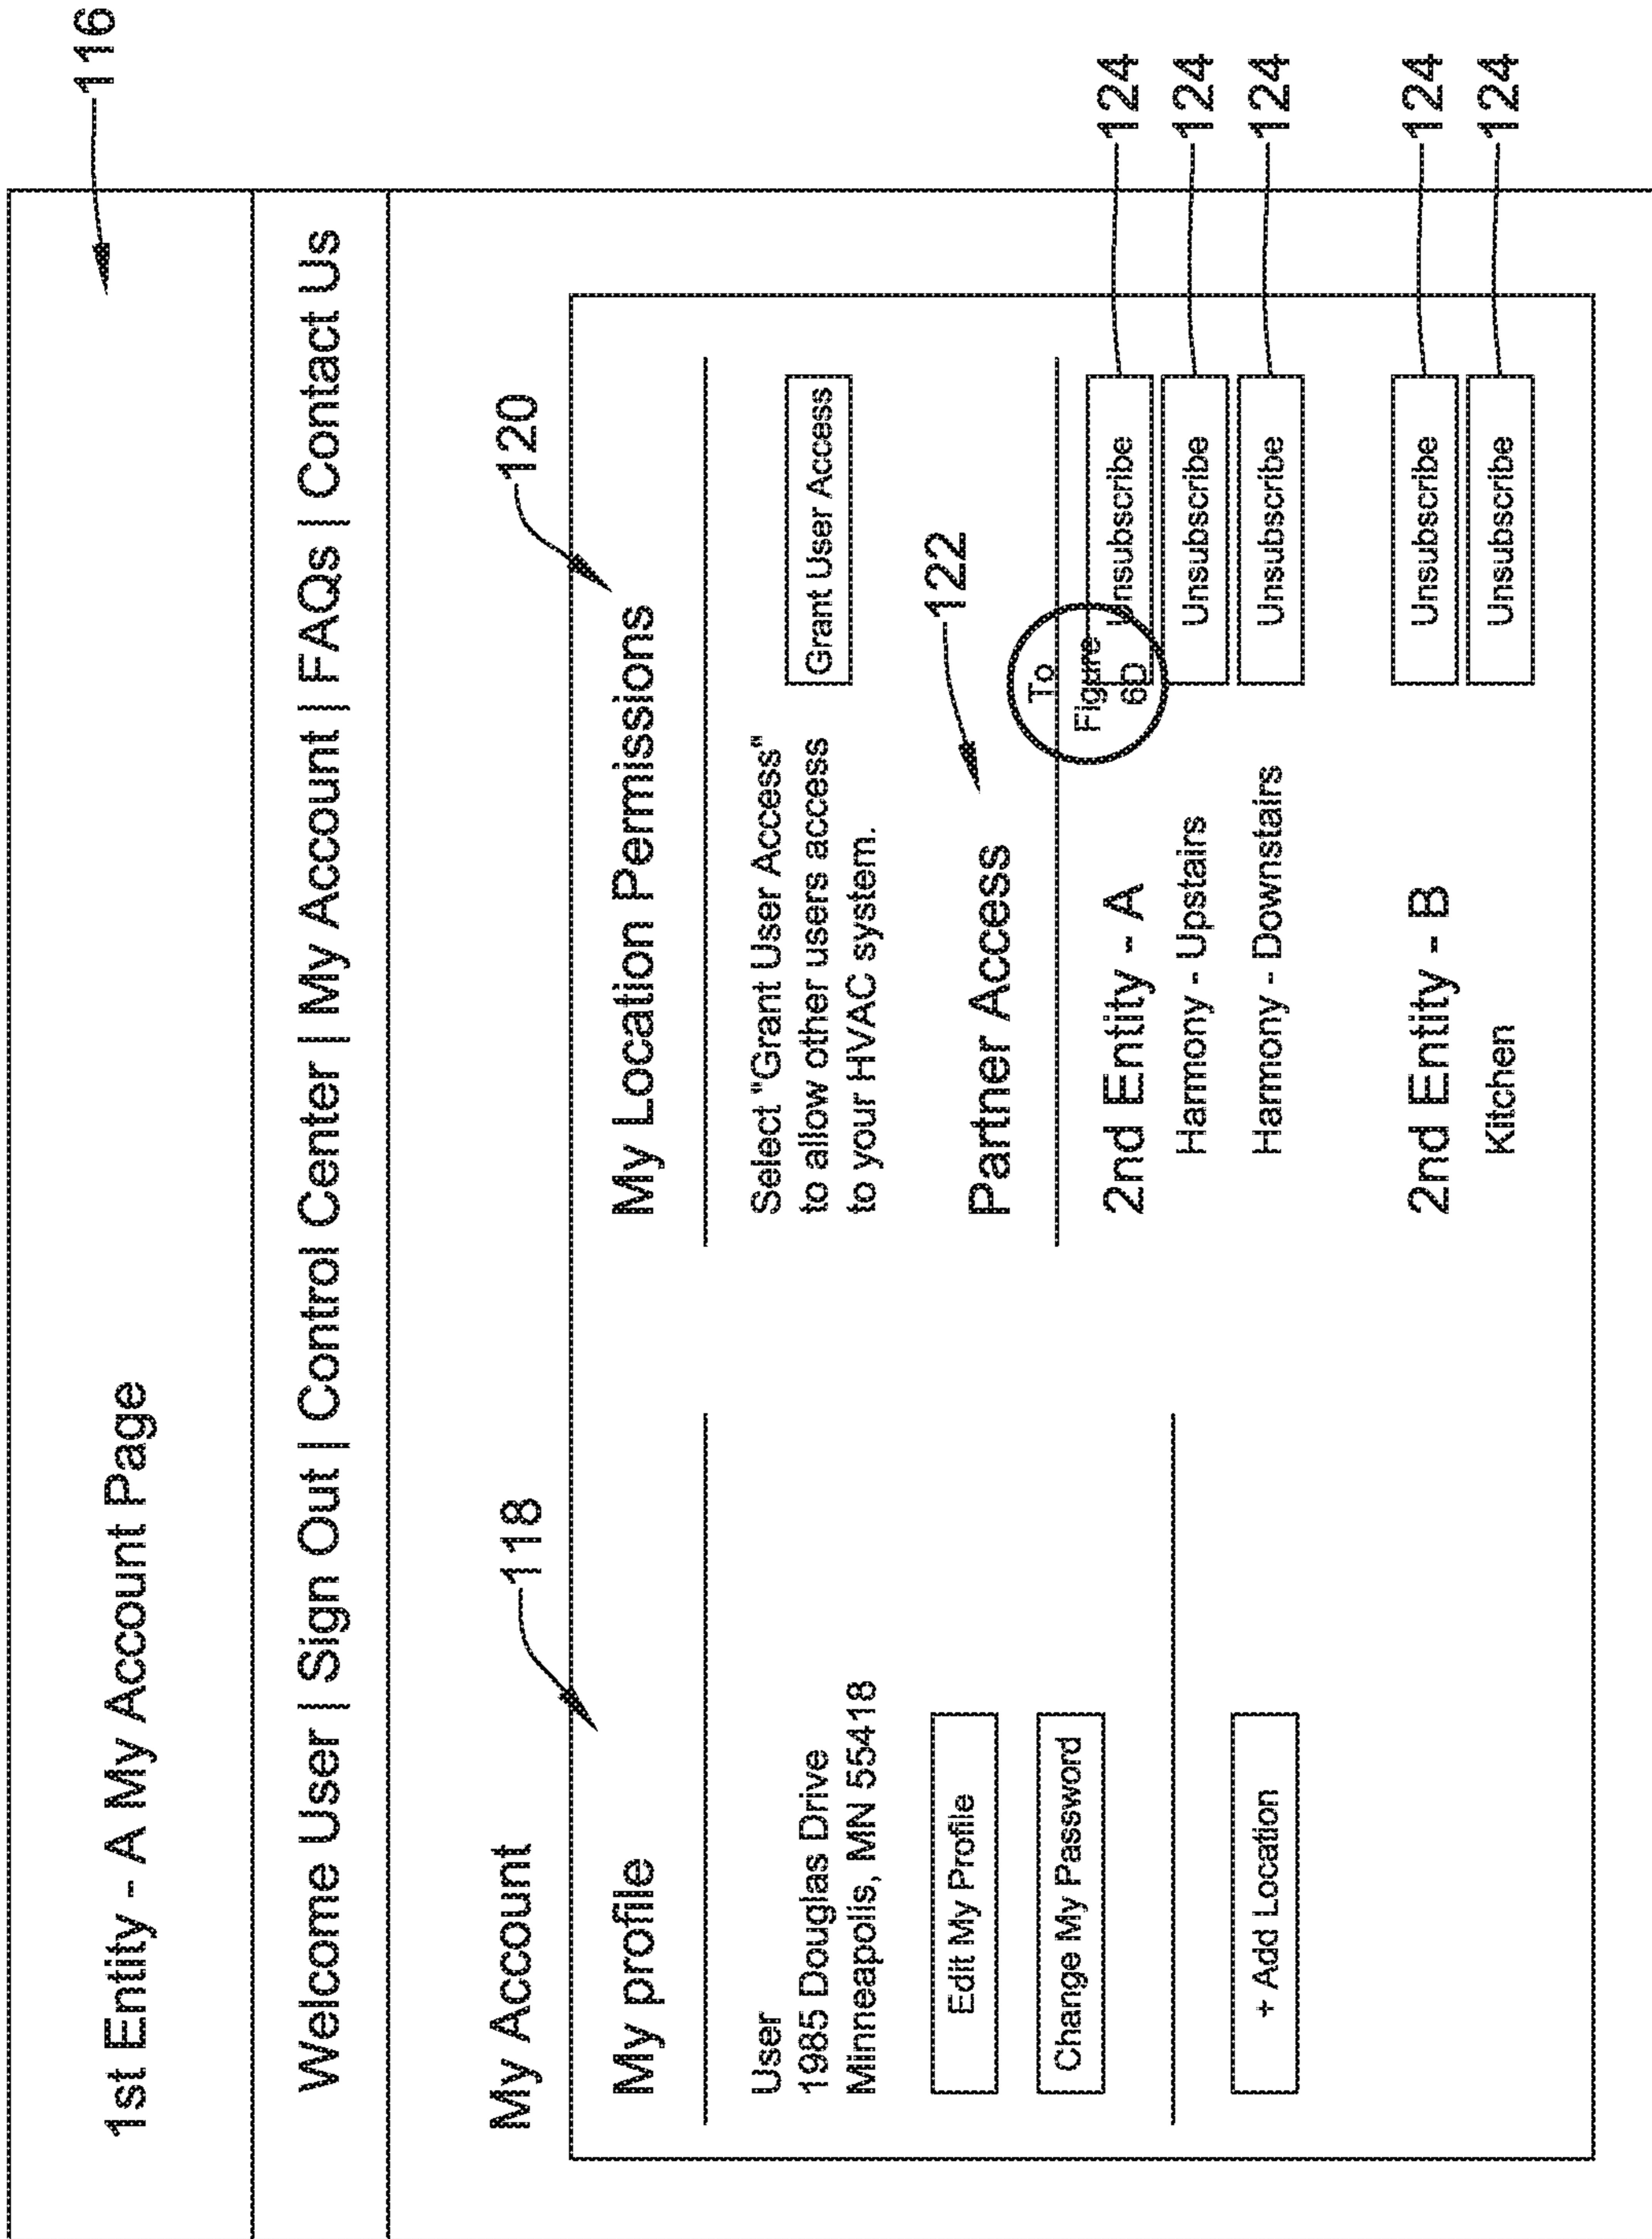 116
1st Entity - A My Account Page
Welcome User | Sign Out | Control Center | My Account | FAQs | Contact Us
My Account
118
120
My profile
User
1985 Douglas Drive
Minneapolis, MN 55418
Edit My Profile
Change My Password
+ Add Location
My Location Permissions
Select "Grant User Access"
to allow other users access
to your HVAC system.
Grant User Access
Partner Access
122
To
Figure
6D
2nd Entity - A
Unsubscribe
124
Harmony - Upstairs
Unsubscribe
124
Harmony - Downstairs
Unsubscribe
124
2nd Entity - B
Unsubscribe
124
Kitchen
Unsubscribe
124